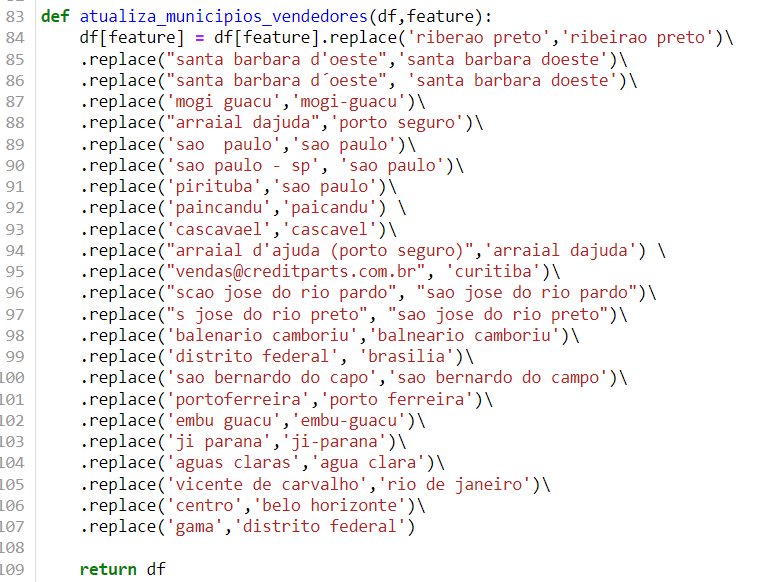 83 def atualiza_municipios_vendedores(df,feature):
84     df[feature] = df[feature].replace('riberao preto','ribeirao preto')\
85     .replace("santa barbara d'oeste",'santa barbara doeste')\
86     .replace("santa barbara d´oeste", 'santa barbara doeste')\
87     .replace('mogi guacu','mogi-guacu')\
88     .replace("arraial dajuda",'porto seguro')\
89     .replace('sao  paulo','sao paulo')\
90     .replace('sao paulo - sp', 'sao paulo')\
91     .replace('pirituba','sao paulo')\
92     .replace('paincandu','paicandu') \
93     .replace('cascavael','cascavel')\
94     .replace("arraial d'ajuda (porto seguro)",'arraial dajuda') \
95     .replace("vendas@creditparts.com.br", 'curitiba')\
96     .replace("scao jose do rio pardo", "sao jose do rio pardo")\
97     .replace("s jose do rio preto", "sao jose do rio preto")\
98     .replace('balenario camboriu','balneario camboriu')\
99     .replace('distrito federal', 'brasilia')\
100     .replace('sao bernardo do capo','sao bernardo do campo')\
101     .replace('portoferreira','porto ferreira')\
102     .replace('embu guacu','embu-guacu')\
103     .replace('ji parana','ji-parana')\
104     .replace('aguas claras','agua clara')\
105     .replace('vicente de carvalho','rio de janeiro')\
106     .replace('centro','belo horizonte')\
107     .replace('gama','distrito federal')
108
109     return df